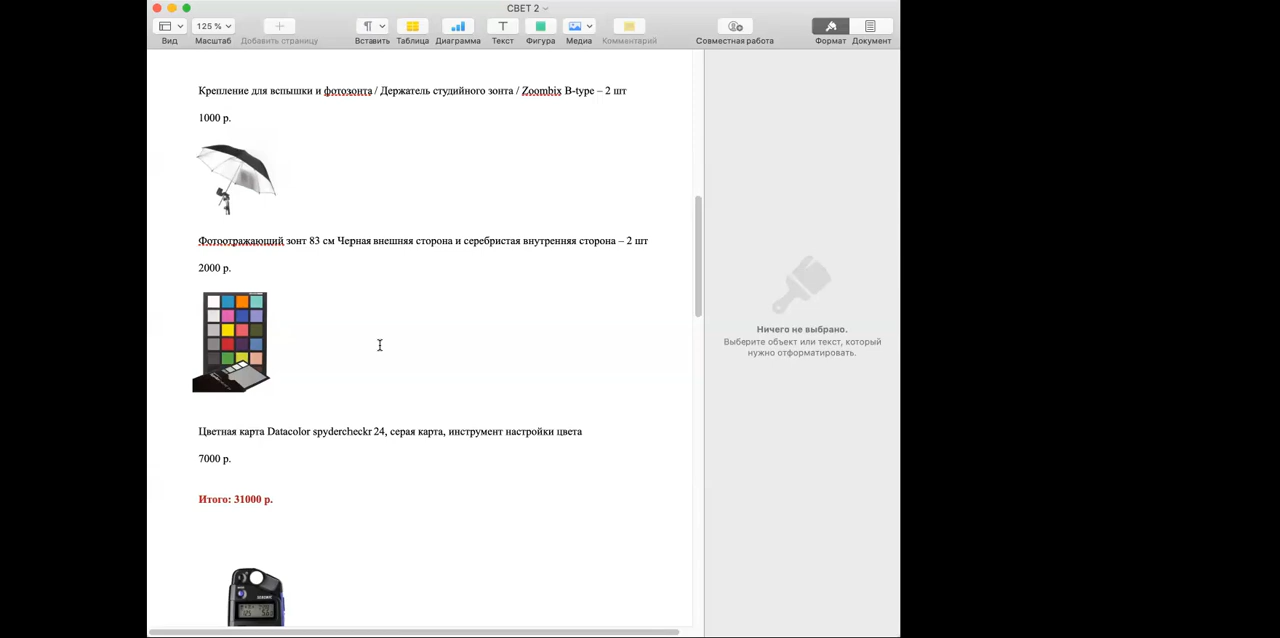 СВЕТ 2
125 %
Вид
Масштаб
Добавить страницу
Вставить
Таблица
Диаграмма
Текст
Фигура
Медиа
Комментарий
Совместная работа
Формат
Документ
Крепление для вспышки и фотозонта / Держатель студийного зонта / Zoombix B-type – 2 шт
1000 р.
Фотоотражающий зонт 83 см Черная внешняя сторона и серебристая внутренняя сторона – 2 шт
2000 р.
Цветная карта Datacolor spydercheckr 24, серая карта, инструмент настройки цвета
7000 р.
Итого: 31000 р.
Ничего не выбрано.
Выберите объект или текст, который
нужно отформатировать.
SEKONIC